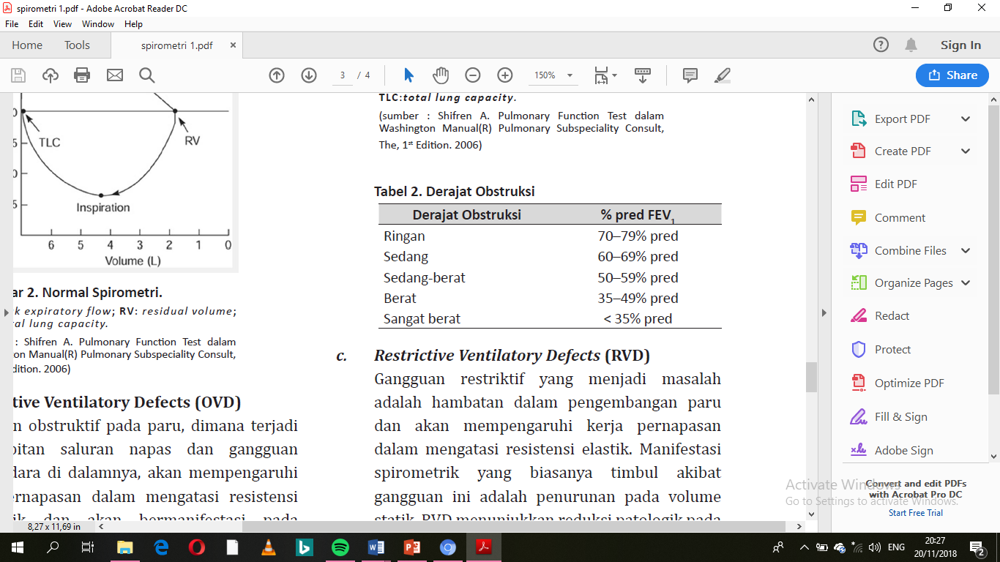 spirometri 1.pdf - Adobe Acrobat Reader DC
File Edit View Window Help
Home Tools spirometri 1.pdf × Sign In
3 / 4 150% Share
0
TLC
RV
5
0
Inspiration
5
6 5 4 3 2 1 0
Volume (L)
ar 2. Normal Spirometri.
k expiratory flow; RV: residual volume;
al lung capacity.
: Shifren A. Pulmonary Function Test dalam
on Manual(R) Pulmonary Subspeciality Consult,
dition. 2006)
tive Ventilatory Defects (OVD)
n obstruktif pada paru, dimana terjadi
pitan saluran napas dan gangguan
dara di dalamnya, akan mempengaruhi
ernapasan dalam mengatasi resistensi
ik dan akan bermanifestasi pada
TLC:total lung capacity.
(sumber : Shifren A. Pulmonary Function Test dalam
Washington Manual(R) Pulmonary Subspeciality Consult,
The, 1st Edition. 2006)
Tabel 2. Derajat Obstruksi
Derajat Obstruksi % pred FEV1
Ringan 70–79% pred
Sedang 60–69% pred
Sedang-berat 50–59% pred
Berat 35–49% pred
Sangat berat < 35% pred
c. Restrictive Ventilatory Defects (RVD)
Gangguan restriktif yang menjadi masalah
adalah hambatan dalam pengembangan paru
dan akan mempengaruhi kerja pernapasan
dalam mengatasi resistensi elastik. Manifestasi
spirometrik yang biasanya timbul akibat
gangguan ini adalah penurunan pada volume
statik. RVD menunjukkan reduksi patologik pada
Export PDF
Create PDF
Edit PDF
Comment
Combine Files
Organize Pages
Redact
Protect
Optimize PDF
Fill & Sign
Adobe Sign
Convert and edit PDFs
with Acrobat Pro DC
Start Free Trial
Activate Windows
Go to Settings to activate Windows.
8,27 x 11,69 in
ENG
20:27
20/11/2018
2